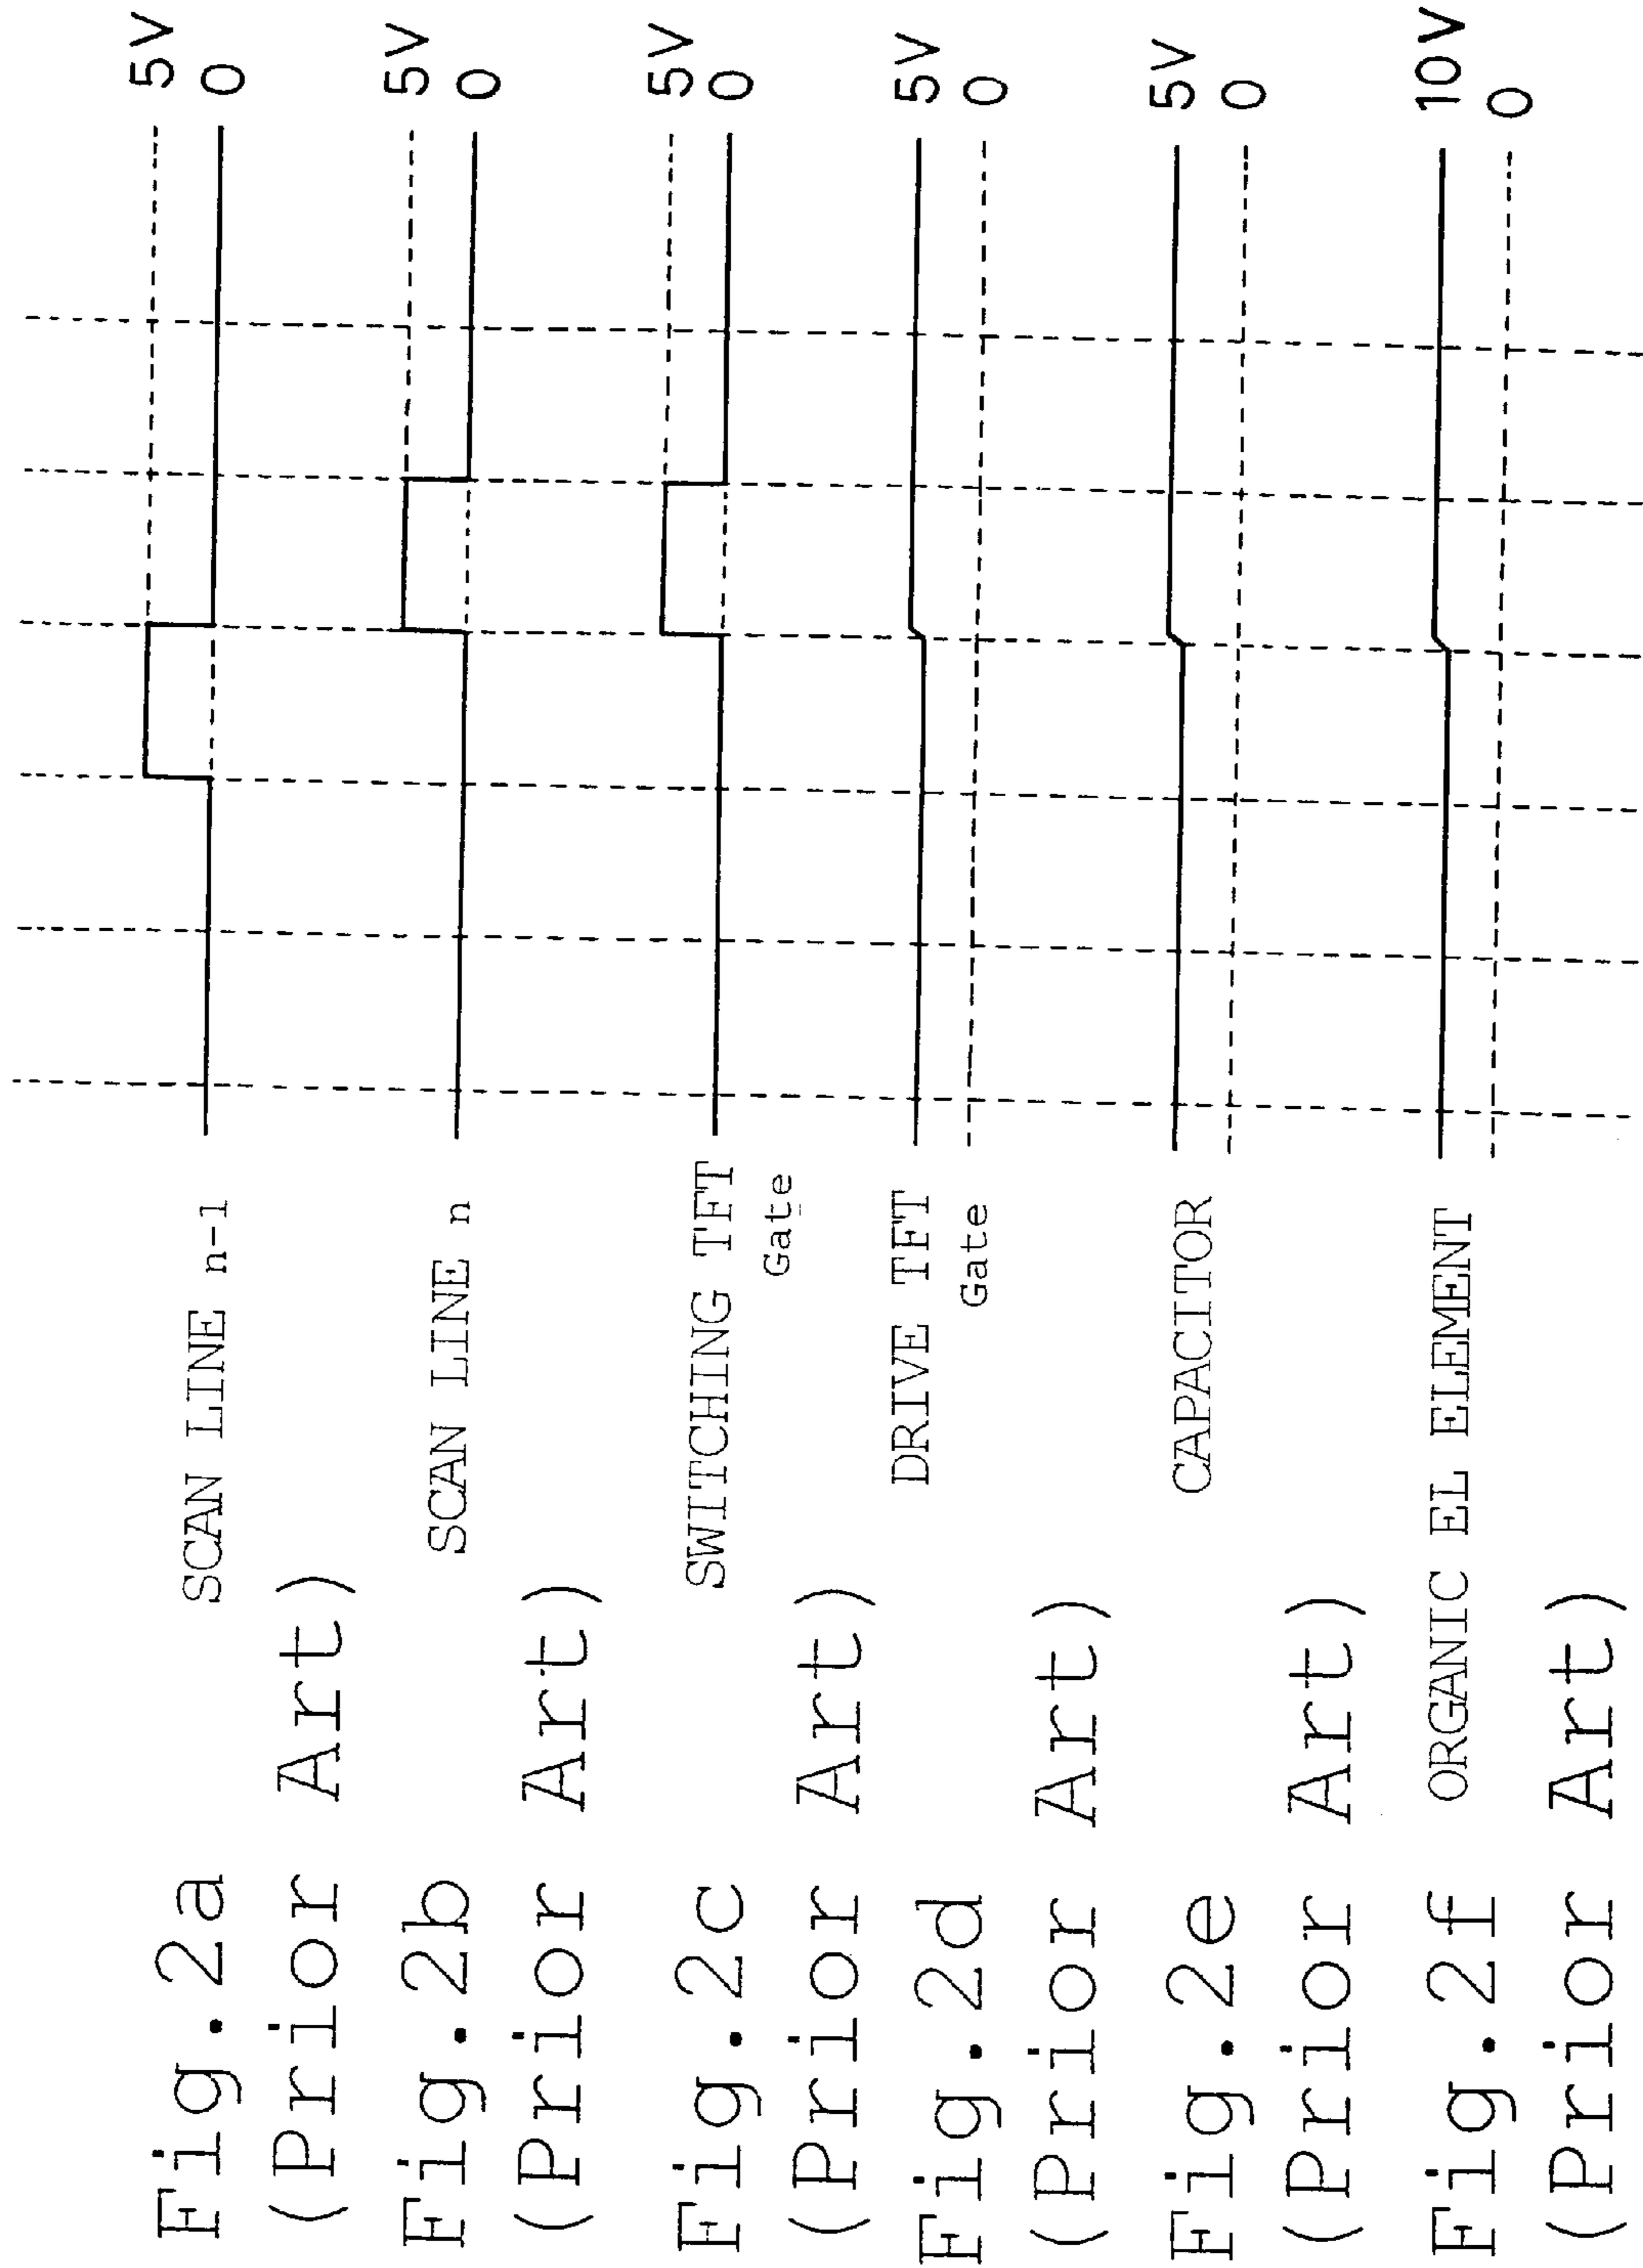 Fig.2a
(Prior Art)
SCAN LINE n-1
5V
0
Fig.2b
(Prior Art)
SCAN LINE n
5V
0
Fig.2c
(Prior Art)
SWITCHING TFT
Gate
5V
0
Fig.2d
(Prior Art)
DRIVE TFT
Gate
5V
0
Fig.2e
(Prior Art)
CAPACITOR
5V
0
Fig.2f
(Prior Art)
ORGANIC EL ELEMENT
10V
0